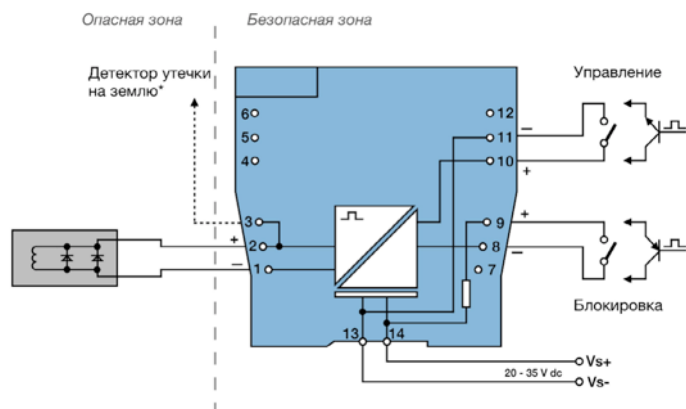 Опасная зона
Безопасная зона
Детектор утечки
на землю*
Управление
6
5
4
3
2
1
+
−
12
11
10
9
8
7
−
+
+
−
Блокировка
13
14
Vs+
20 - 35 V dc
Vs-